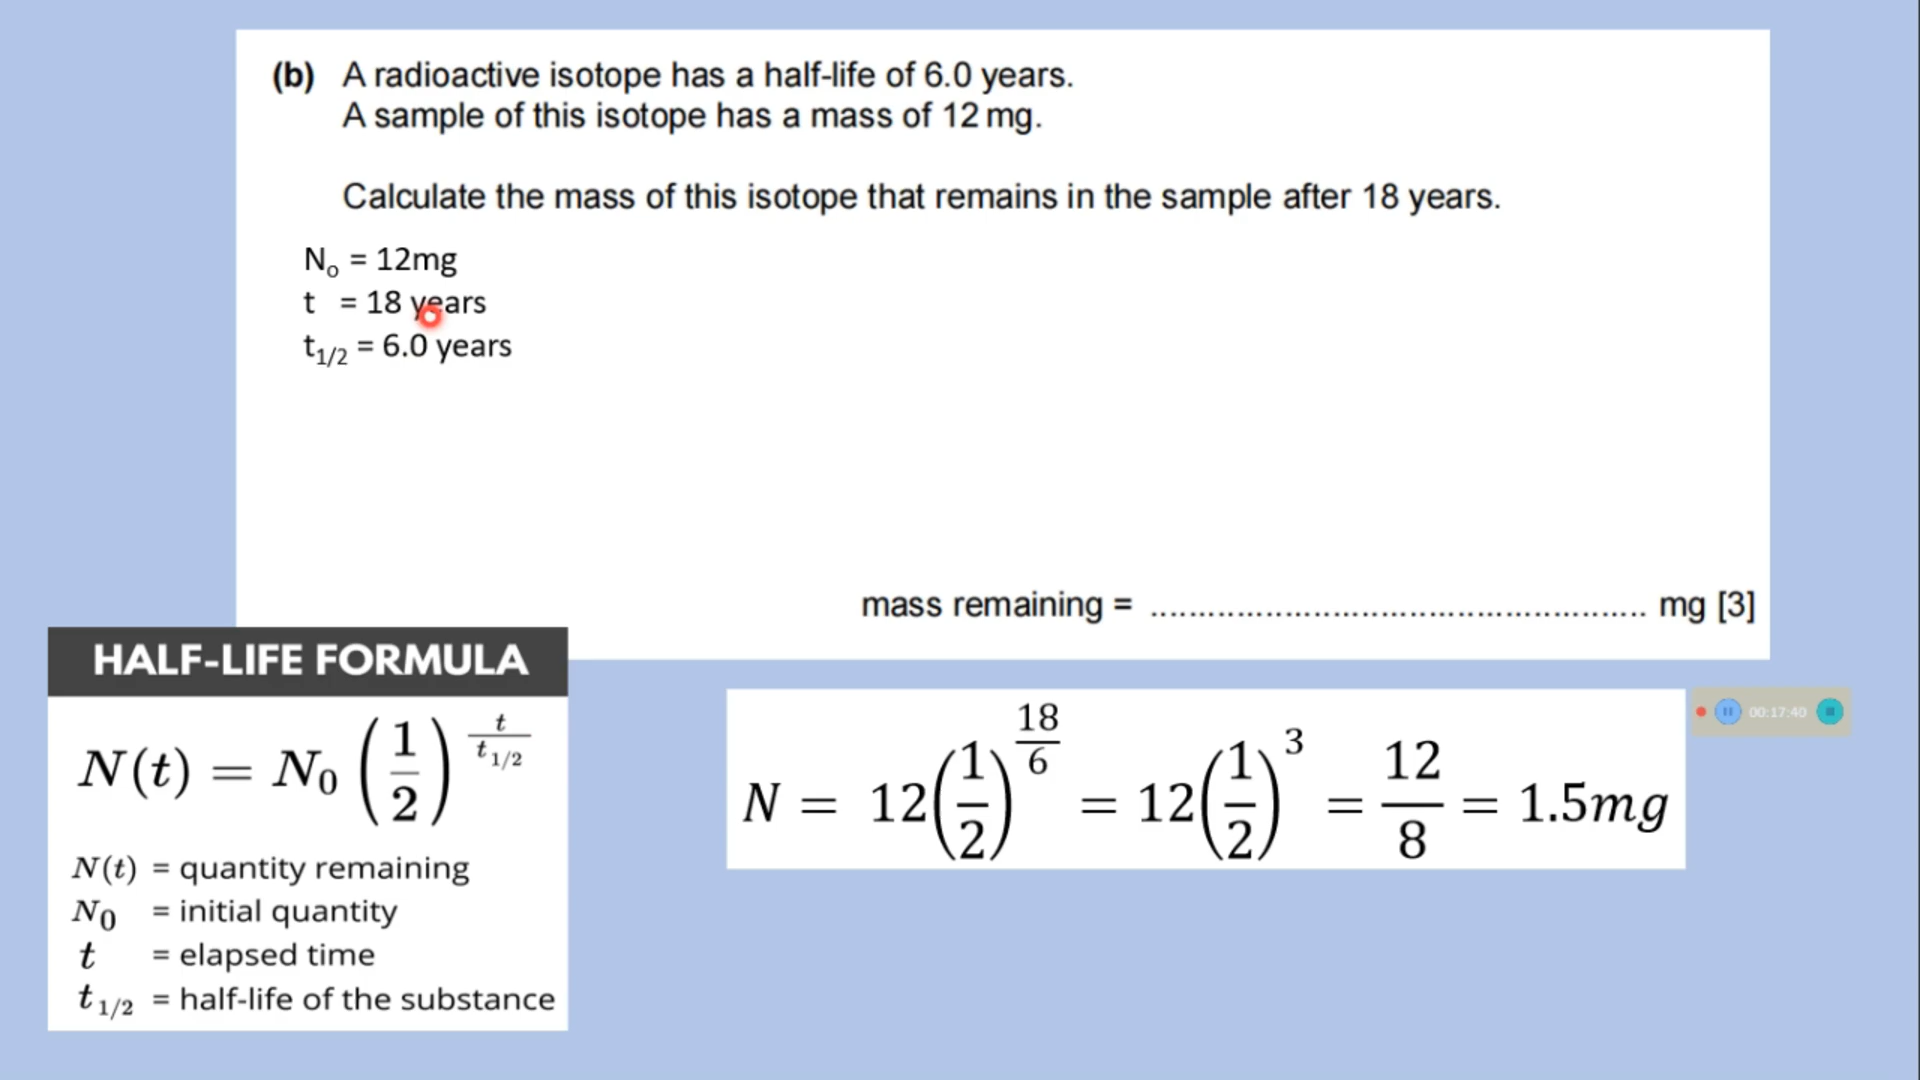 (b) A radioactive isotope has a half-life of 6.0 years.
A sample of this isotope has a mass of 12 mg.
Calculate the mass of this isotope that remains in the sample after 18 years.
N₀ = 12mg
t = 18 years
t₁/₂ = 6.0 years
mass remaining = .................................................... mg [3]
HALF-LIFE FORMULA
N(t) = N₀ (1/2)^(t/t₁/₂)
N(t) = quantity remaining
N₀ = initial quantity
t = elapsed time
t₁/₂ = half-life of the substance
N = 12(1/2)^(18/6) = 12(1/2)^3 = 12/8 = 1.5mg
00:17:40